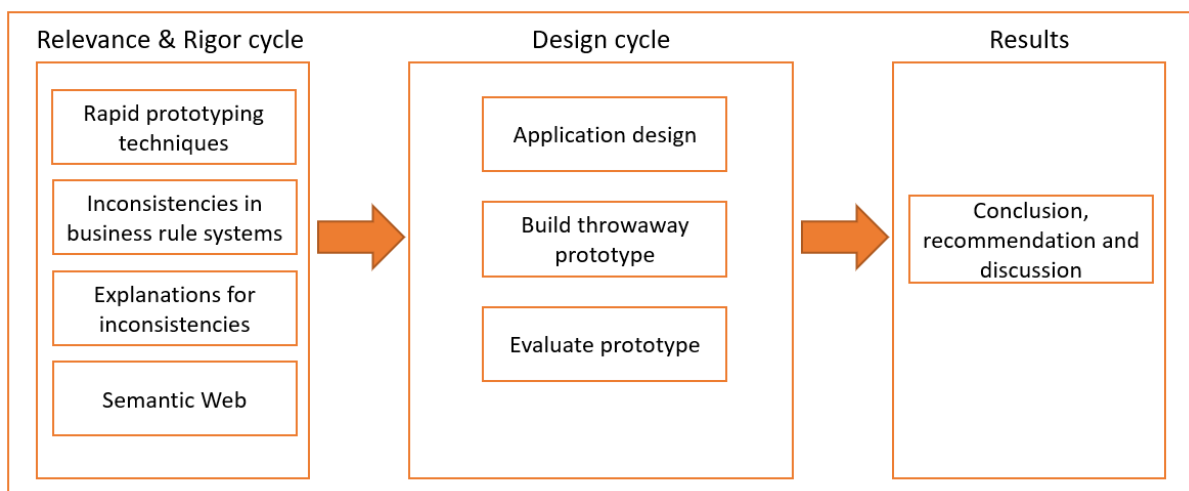 Relevance & Rigor cycle
Rapid prototyping
techniques
Inconsistencies in
business rule systems
Explanations for
inconsistencies
Semantic Web
Design cycle
Application design
Build throwaway
prototype
Evaluate prototype
Results
Conclusion,
recommendation and
discussion